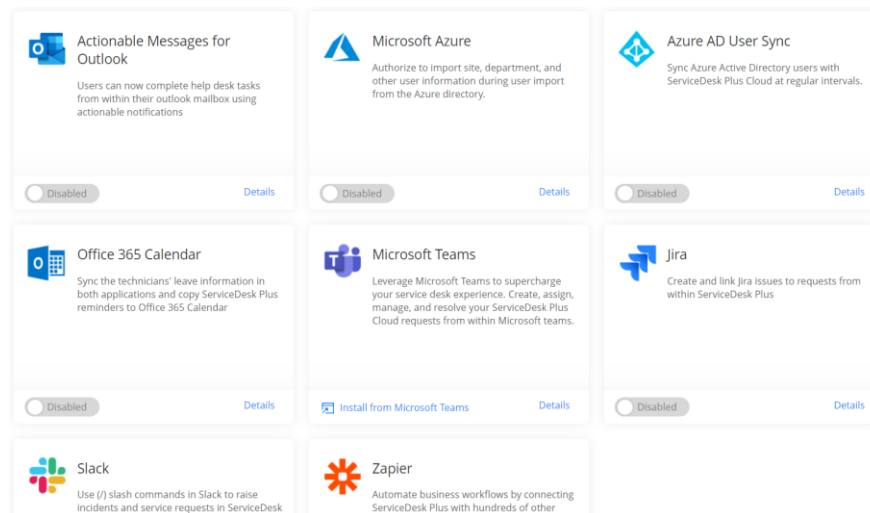 Actionable Messages for
Outlook
Users can now complete help desk tasks
from within their outlook mailbox using
actionable notifications
Disabled
Details
Microsoft Azure
Authorize to import site, department, and
other user information during user import
from the Azure directory.
Disabled
Details
Azure AD User Sync
Sync Azure Active Directory users with
ServiceDesk Plus Cloud at regular intervals.
Disabled
Details
Office 365 Calendar
Sync the technicians' leave information in
both applications and copy ServiceDesk Plus
reminders to Office 365 Calendar
Disabled
Details
Microsoft Teams
Leverage Microsoft Teams to supercharge
your service desk experience. Create, assign,
manage, and resolve your ServiceDesk Plus
Cloud requests from within Microsoft teams.
Install from Microsoft Teams
Details
Jira
Create and link Jira issues to requests from
within ServiceDesk Plus
Disabled
Details
Slack
Use (/) slash commands in Slack to raise
incidents and service requests in ServiceDesk
Zapier
Automate business workflows by connecting
ServiceDesk Plus with hundreds of other